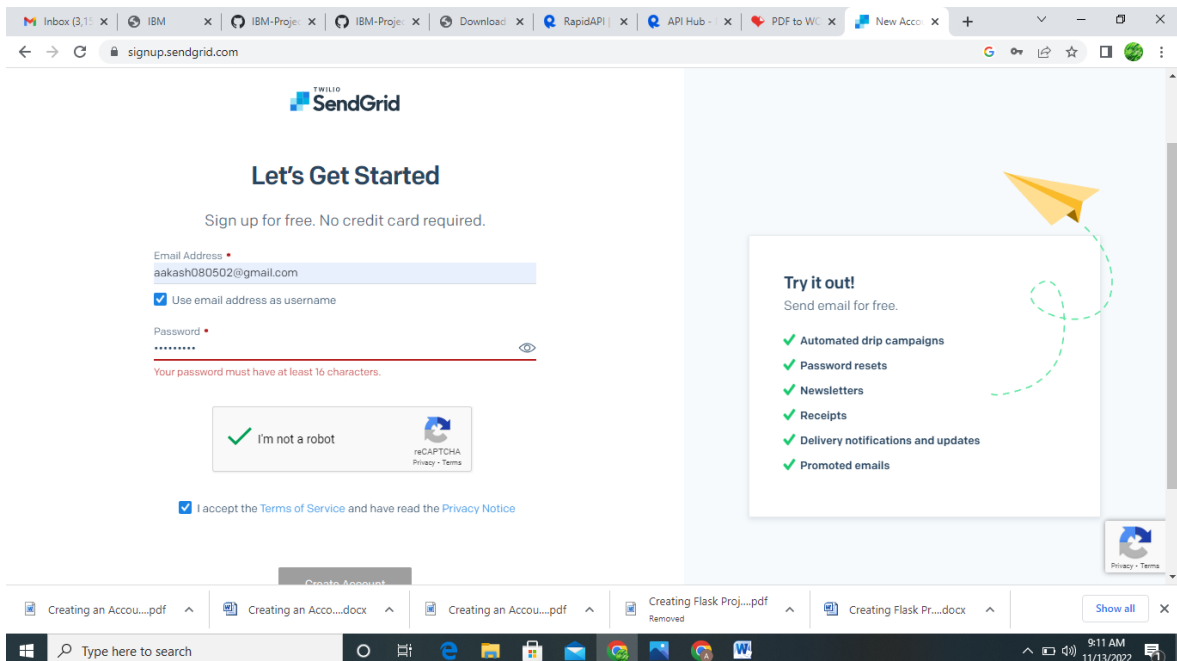 Inbox (3,15
IBM
IBM-Projec
IBM-Projec
Download
RapidAPI |
API Hub -
PDF to WO
New Acco
signup.sendgrid.com
TWILIO
SendGrid
Let's Get Started
Sign up for free. No credit card required.
Email Address •
aakash080502@gmail.com
Use email address as username
Password •
•••••••••
Your password must have at least 16 characters.
I'm not a robot
reCAPTCHA
Privacy - Terms
I accept the Terms of Service and have read the Privacy Notice
Create Account
Try it out!
Send email for free.
Automated drip campaigns
Password resets
Newsletters
Receipts
Delivery notifications and updates
Promoted emails
Privacy - Terms
Creating an Accou....pdf
Creating an Acco....docx
Creating an Accou....pdf
Creating Flask Proj....pdf
Removed
Creating Flask Pr....docx
Show all
Type here to search
9:11 AM
11/13/2022